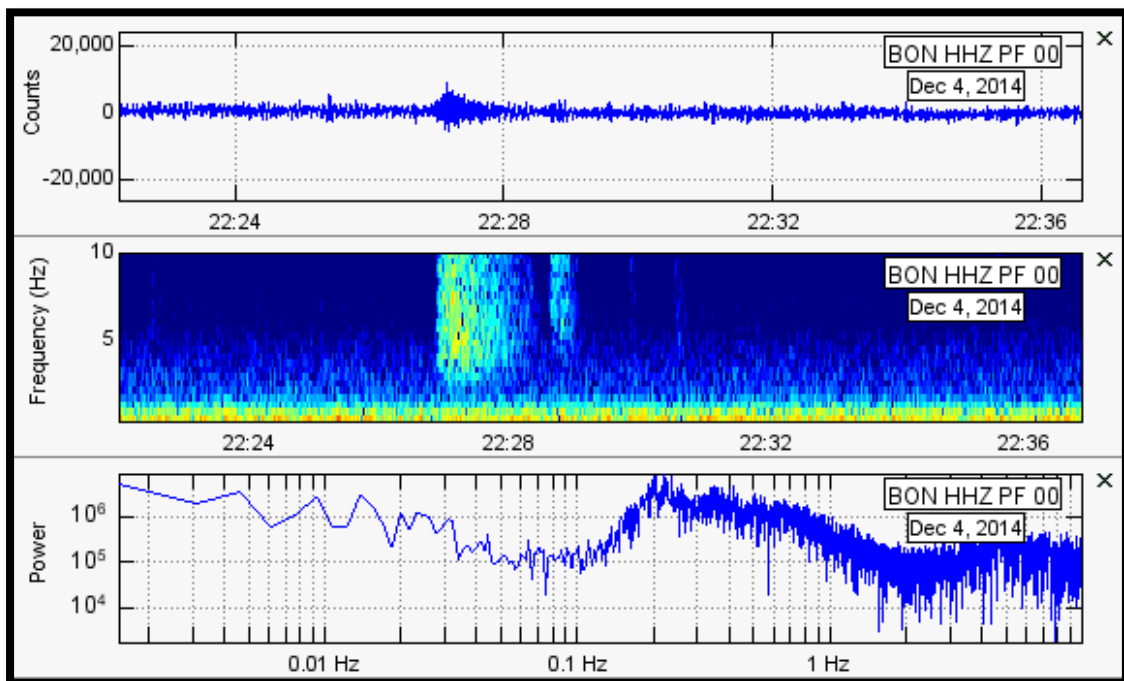 20,000
0
-20,000
Counts
BON HHZ PF 00
Dec 4, 2014
×
22:24 22:28 22:32 22:36
10
5
Frequency (Hz)
BON HHZ PF 00
Dec 4, 2014
×
22:24 22:28 22:32 22:36
10⁶
10⁵
10⁴
Power
BON HHZ PF 00
Dec 4, 2014
×
0.01 Hz 0.1 Hz 1 Hz